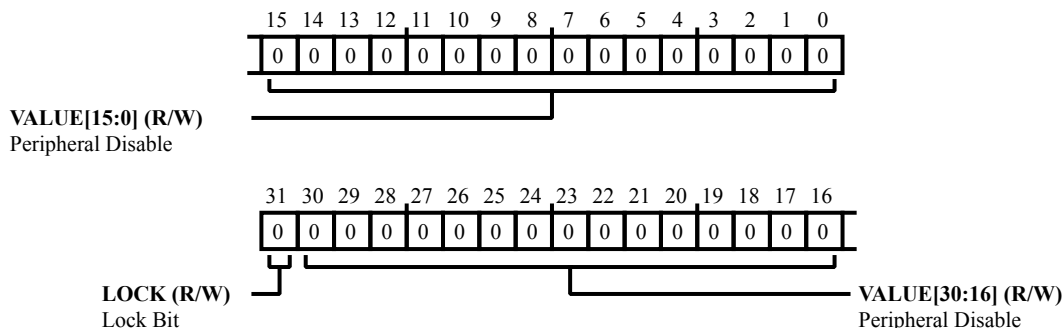 15 14 13 12 11 10 9 8 7 6 5 4 3 2 1 0
0 0 0 0 0 0 0 0 0 0 0 0 0 0 0 0
VALUE[15:0] (R/W)
Peripheral Disable
31 30 29 28 27 26 25 24 23 22 21 20 19 18 17 16
0 0 0 0 0 0 0 0 0 0 0 0 0 0 0 0
LOCK (R/W)
Lock Bit
VALUE[30:16] (R/W)
Peripheral Disable